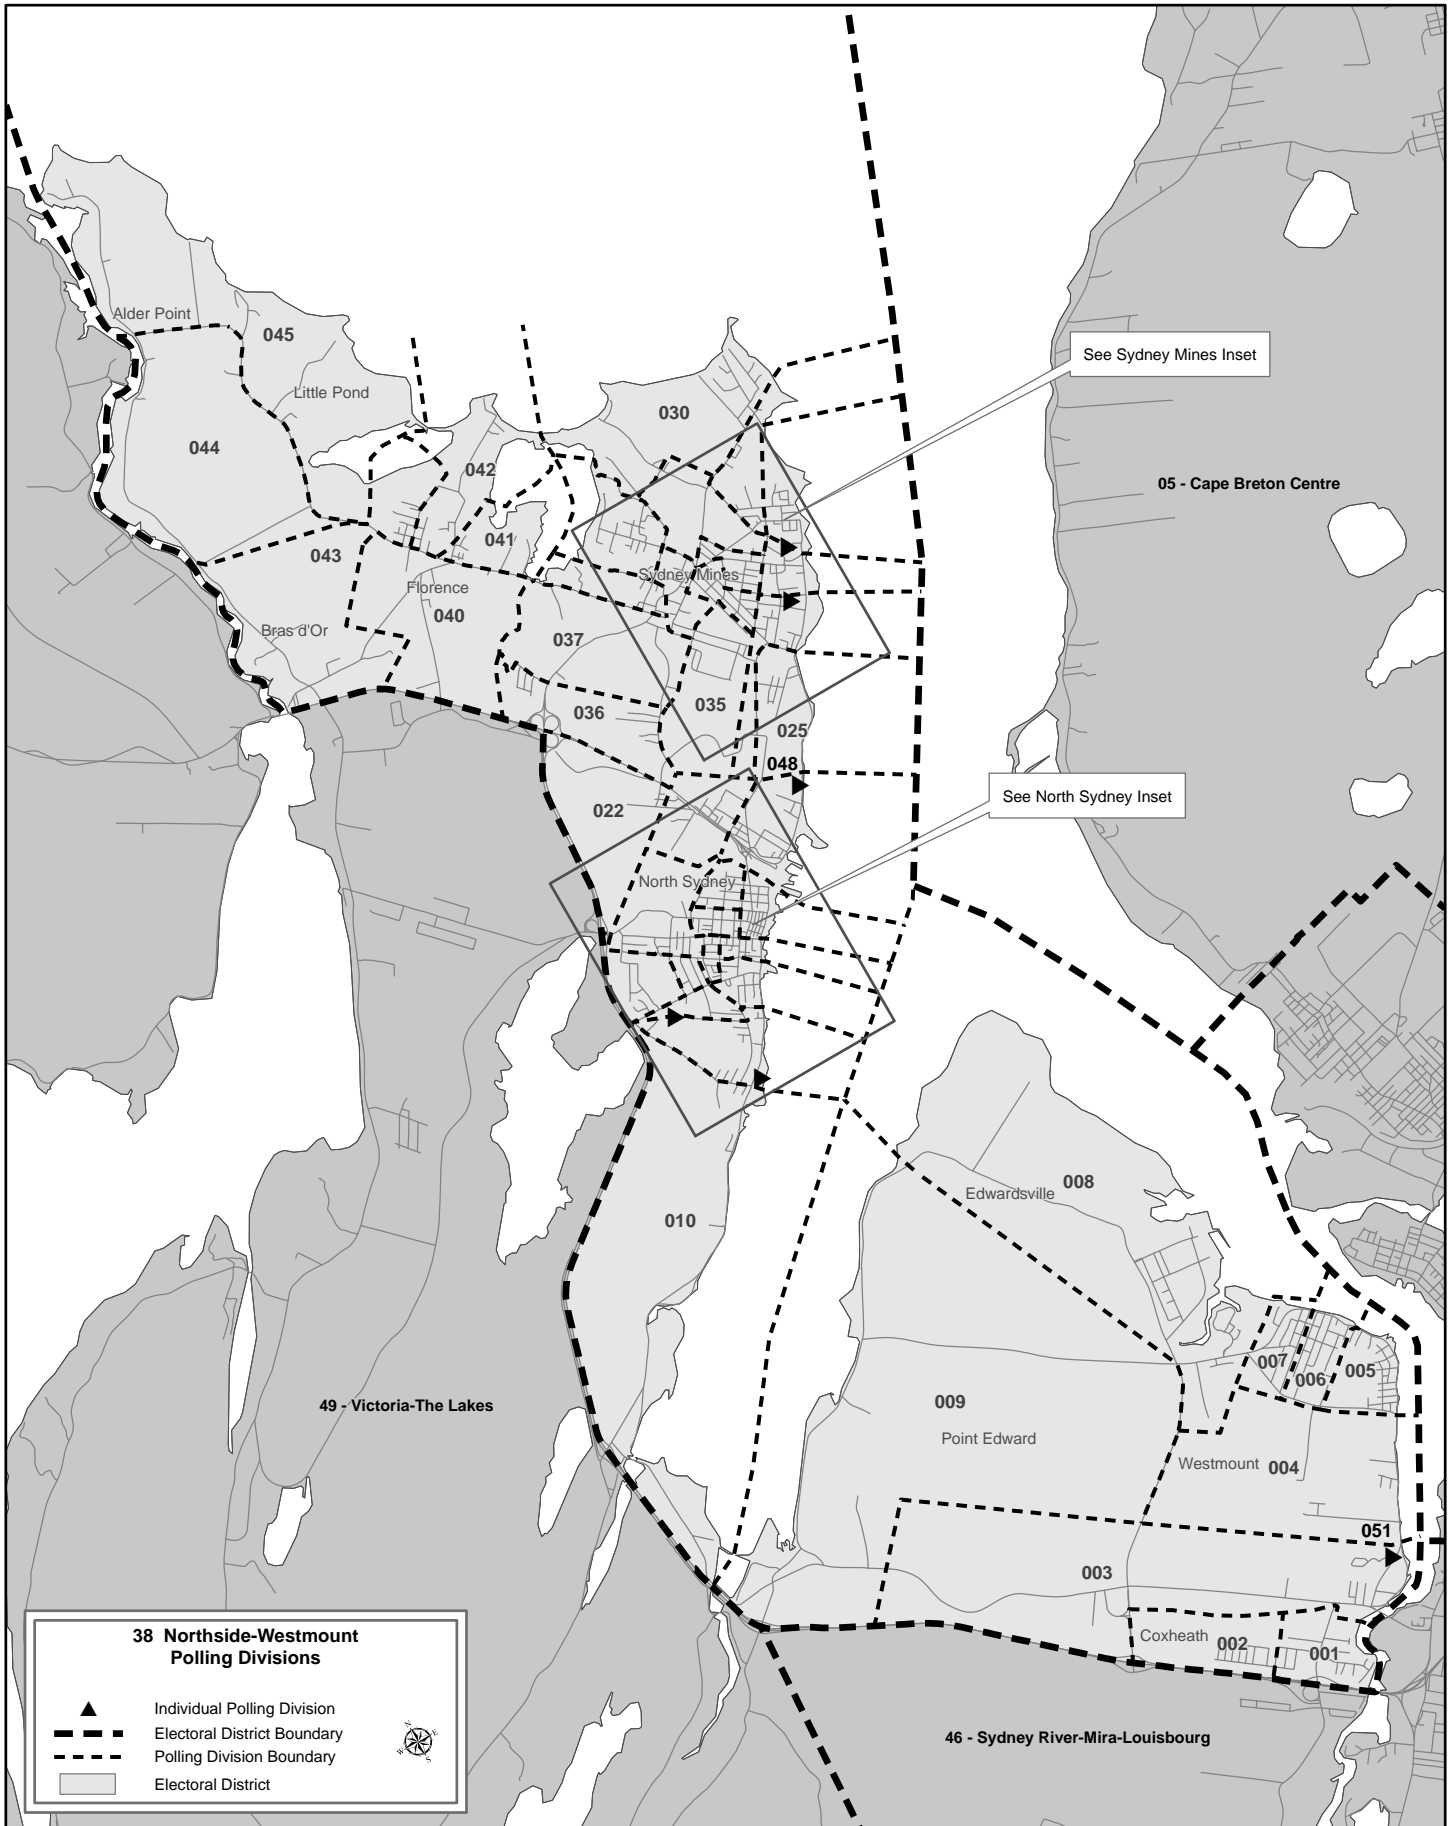 See Sydney Mines Inset
Alder Point
045
Little Pond
030
044
042
05 - Cape Breton Centre
041
043
Sydney Mines
Florence
040
Bras d'Or
037
035
036
025
048
See North Sydney Inset
022
North Sydney
008
Edwardsville
010
007
006
005
009
49 - Victoria-The Lakes
Point Edward
Westmount
004
051
003
Coxheath
002
001
46 - Sydney River-Mira-Louisbourg
38 Northside-Westmount
Polling Divisions
Individual Polling Division
Electoral District Boundary
Polling Division Boundary
Electoral District
N
E
W
S